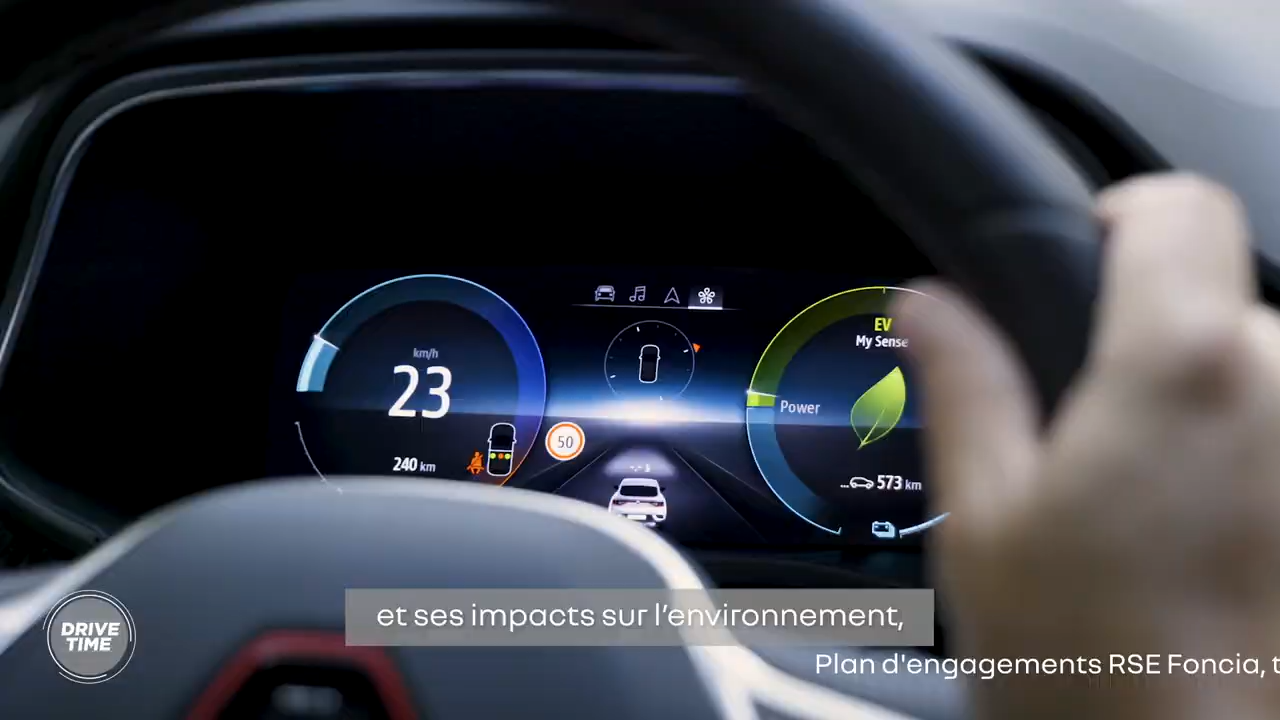 EV
My Sense
km/h
23
Power
50
240 km
573 km
et ses impacts sur l'environnement,
DRIVE
TIME
Plan d'engagements RSE Foncia, t